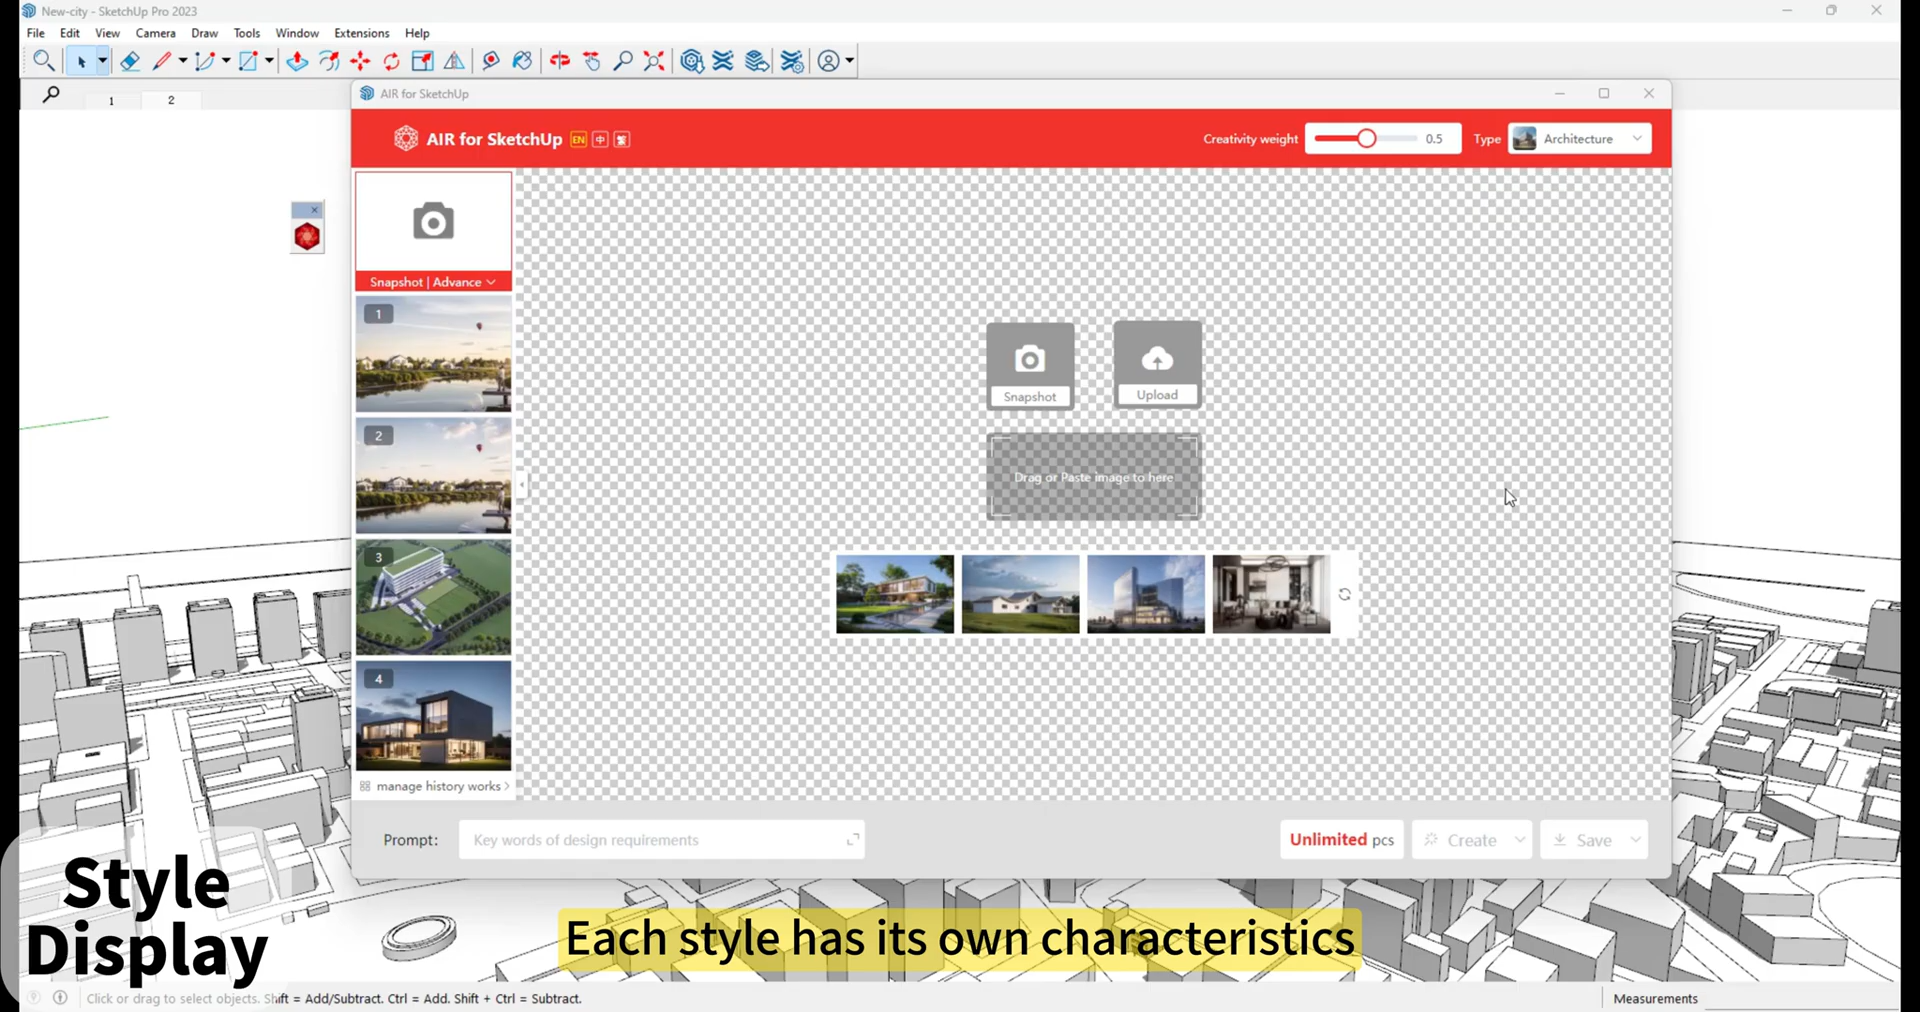 New-city - SketchUp Pro 2023
File Edit View Camera Draw Tools Window Extensions Help
1 2
AIR for SketchUp
AIR for SketchUp EN 中 繁
Creativity weight 0.5 Type Architecture
Snapshot | Advance
1
2
3
4
manage history works
Snapshot
Upload
Drag or Paste image to here
Prompt: Key words of design requirements
Unlimited pcs Create Save
Style
Display
Each style has its own characteristics
Click or drag to select objects. Shift = Add/Subtract. Ctrl = Add. Shift + Ctrl = Subtract.
Measurements